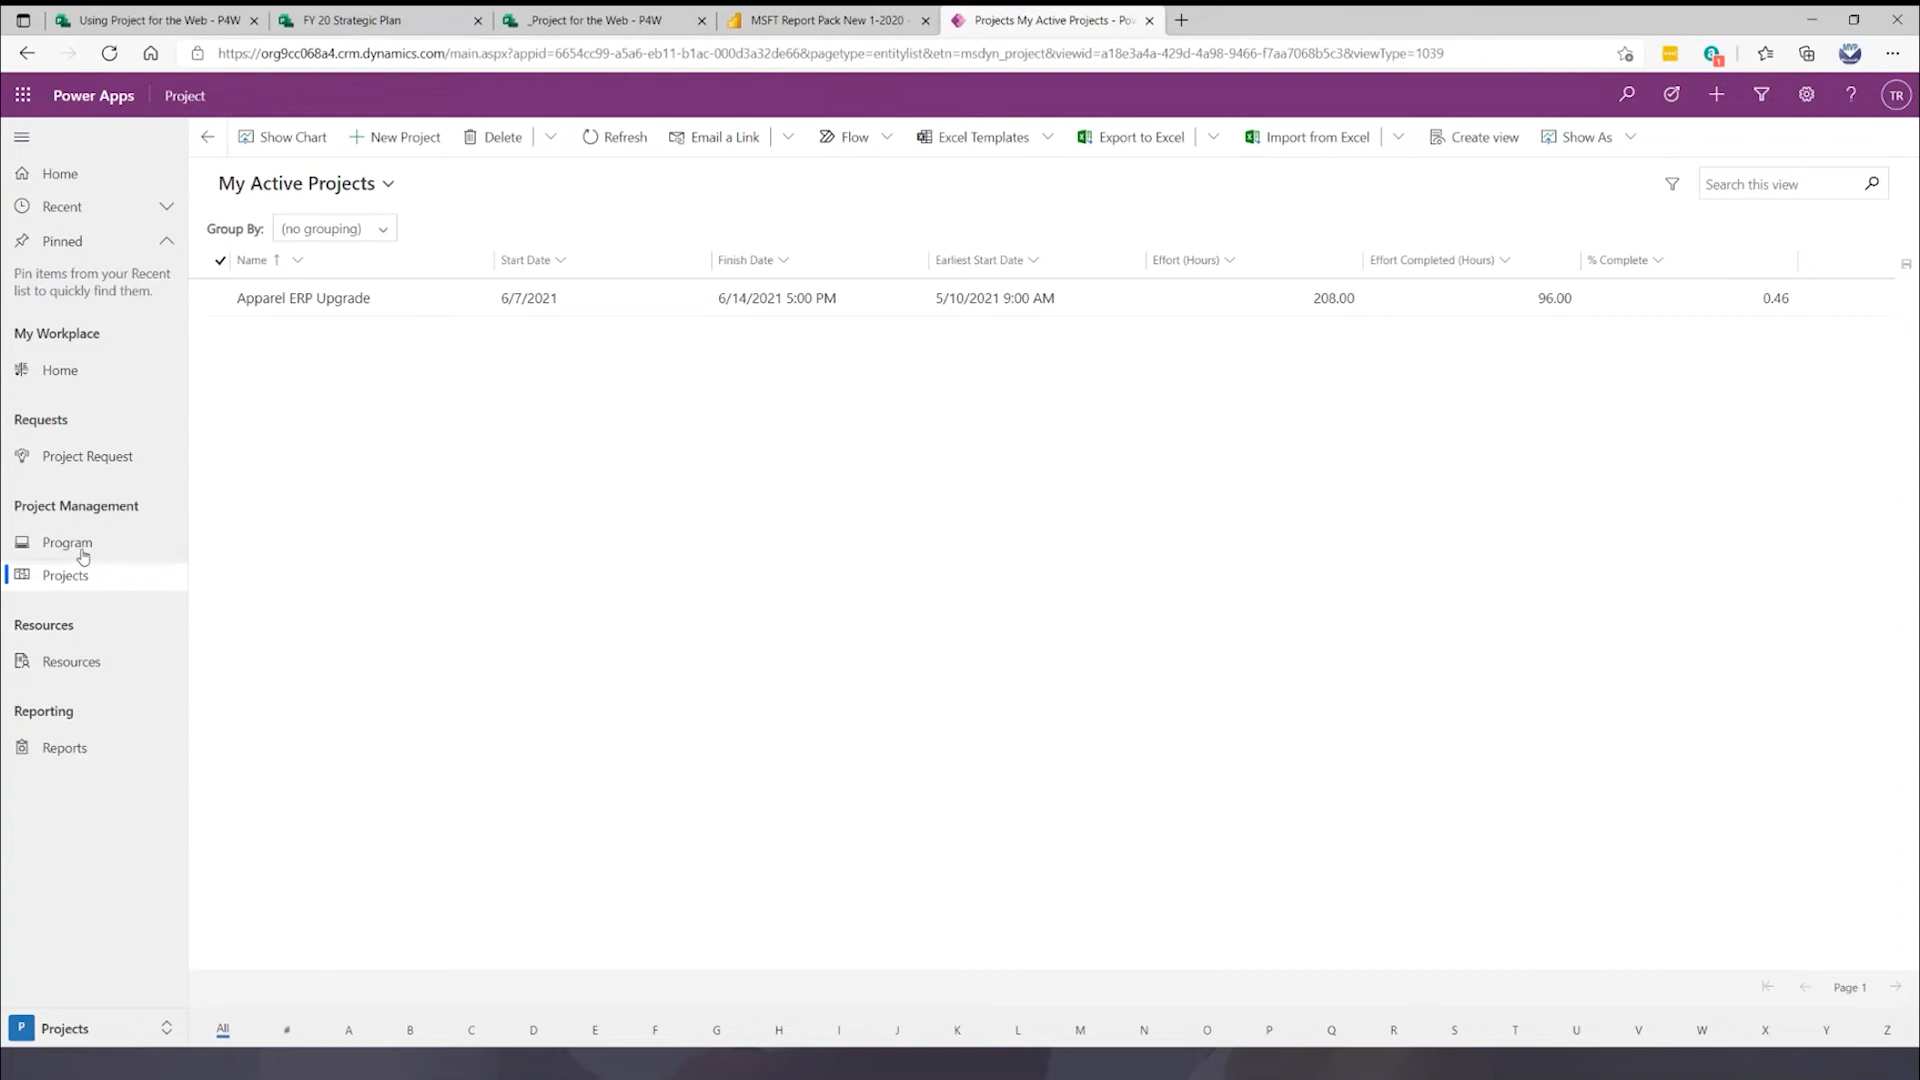 Using Project for the Web - P4W
FY 20 Strategic Plan
_Project for the Web - P4W
MSFT Report Pack New 1-2020
Projects My Active Projects - Pow
https://org9cc068a4.crm.dynamics.com/main.aspx?appid=6654cc99-a5a6-eb11-b1ac-000d3a32de66&pagetype=entitylist&etn=msdyn_project&viewid=a18e3a4a-429d-4a98-9466-f7aa7068b5c3&viewType=1039
Power Apps
Project
TR
Show Chart
New Project
Delete
Refresh
Email a Link
Flow
Excel Templates
Export to Excel
Import from Excel
Create view
Show As
Home
Recent
Pinned
Pin items from your Recent
list to quickly find them.
My Workplace
Home
Requests
Project Request
Project Management
Program
Projects
Resources
Resources
Reporting
Reports
P Projects
My Active Projects
Search this view
Group By: (no grouping)
Name ↑ Start Date Finish Date Earliest Start Date Effort (Hours) Effort Completed (Hours) % Complete
Apparel ERP Upgrade 6/7/2021 6/14/2021 5:00 PM 5/10/2021 9:00 AM 208.00 96.00 0.46
Page 1
All # A B C D E F G H I J K L M N O P Q R S T U V W X Y Z